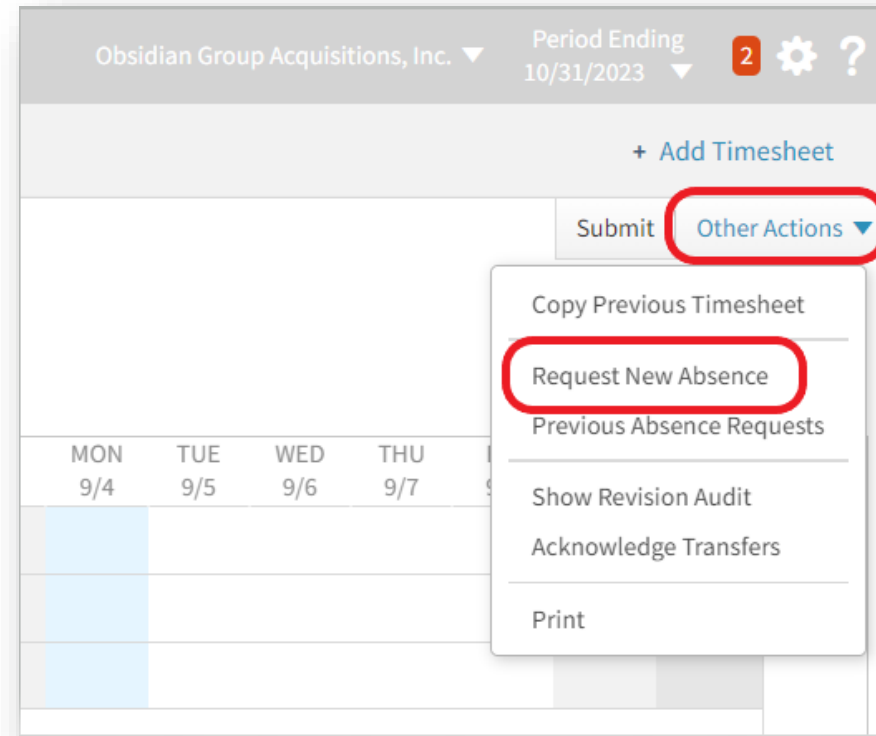 Obsidian Group Acquisitions, Inc.
Period Ending
10/31/2023
2
?
+ Add Timesheet
Submit
Other Actions
Copy Previous Timesheet
Request New Absence
Previous Absence Requests
Show Revision Audit
Acknowledge Transfers
Print
MON TUE WED THU
9/4 9/5 9/6 9/7